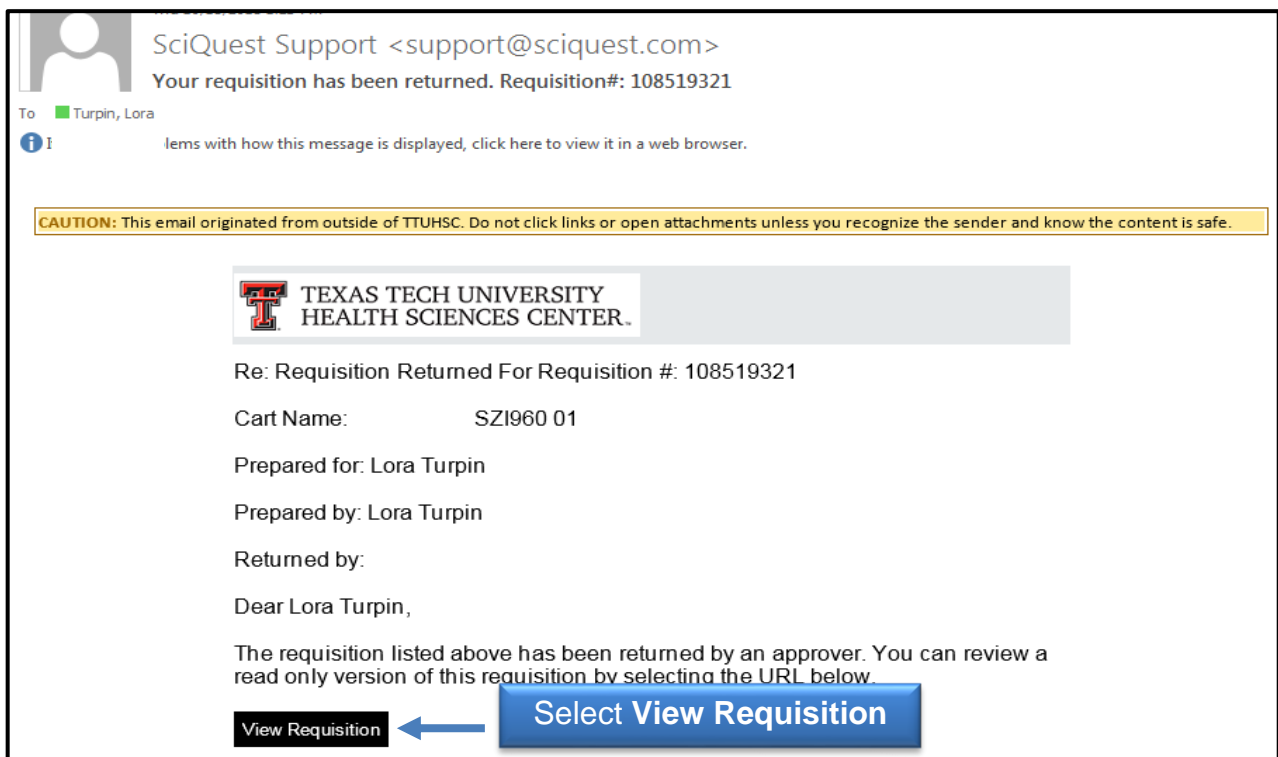 SciQuest Support <support@sciquest.com>
Your requisition has been returned. Requisition#: 108519321
To Turpin, Lora
with how this message is displayed, click here to view it in a web browser.
CAUTION: This email originated from outside of TTUHSC. Do not click links or open attachments unless you recognize the sender and know the content is safe.
TEXAS TECH UNIVERSITY
HEALTH SCIENCES CENTER™
Re: Requisition Returned For Requisition #: 108519321
Cart Name: SZI960 01
Prepared for: Lora Turpin
Prepared by: Lora Turpin
Returned by:
Dear Lora Turpin,
The requisition listed above has been returned by an approver. You can review a
read only version of this requisition by selecting the URL below.
Select View Requisition
View Requisition